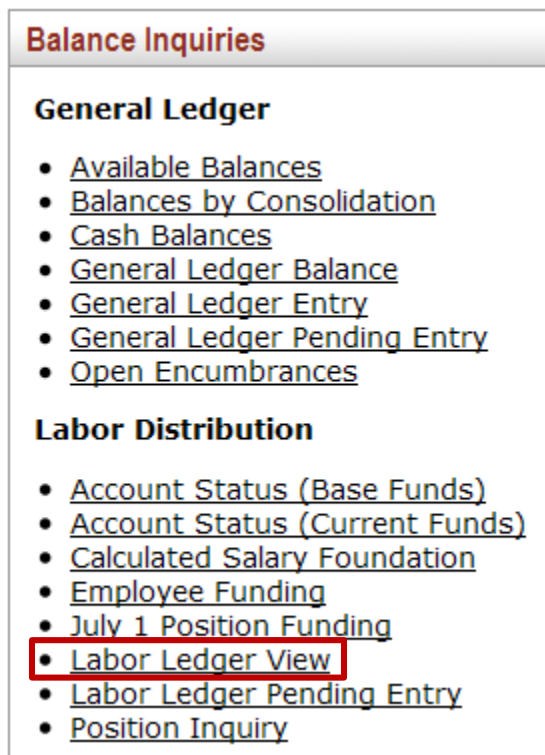 Balance Inquiries
General Ledger
• Available Balances
• Balances by Consolidation
• Cash Balances
• General Ledger Balance
• General Ledger Entry
• General Ledger Pending Entry
• Open Encumbrances
Labor Distribution
• Account Status (Base Funds)
• Account Status (Current Funds)
• Calculated Salary Foundation
• Employee Funding
• July 1 Position Funding
• Labor Ledger View
• Labor Ledger Pending Entry
• Position Inquiry